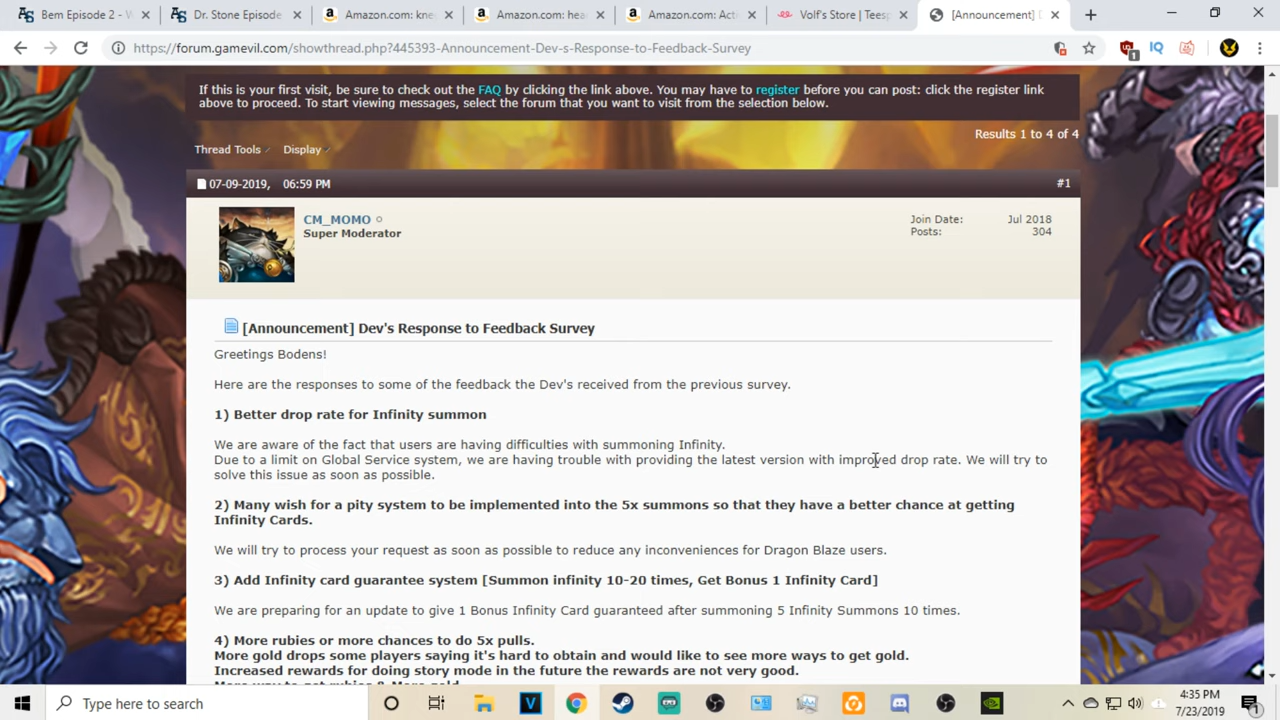 Bem Episode 2 - W
Dr. Stone Episode
Amazon.com: kne
Amazon.com: hea
Amazon.com: Acti
Volf's Store | Teesp
[Announcement] D
https://forum.gamevil.com/showthread.php?445393-Announcement-Dev-s-Response-to-Feedback-Survey
If this is your first visit, be sure to check out the FAQ by clicking the link above. You may have to register before you can post: click the register link
above to proceed. To start viewing messages, select the forum that you want to visit from the selection below.
Results 1 to 4 of 4
Thread Tools Display
07-09-2019, 06:59 PM #1
CM_MOMO
Super Moderator
Join Date: Jul 2018
Posts: 304
[Announcement] Dev's Response to Feedback Survey
Greetings Bodens!
Here are the responses to some of the feedback the Dev's received from the previous survey.
1) Better drop rate for Infinity summon
We are aware of the fact that users are having difficulties with summoning Infinity.
Due to a limit on Global Service system, we are having trouble with providing the latest version with improved drop rate. We will try to
solve this issue as soon as possible.
2) Many wish for a pity system to be implemented into the 5x summons so that they have a better chance at getting
Infinity Cards.
We will try to process your request as soon as possible to reduce any inconveniences for Dragon Blaze users.
3) Add Infinity card guarantee system [Summon infinity 10-20 times, Get Bonus 1 Infinity Card]
We are preparing for an update to give 1 Bonus Infinity Card guaranteed after summoning 5 Infinity Summons 10 times.
4) More rubies or more chances to do 5x pulls.
More gold drops some players saying it's hard to obtain and would like to see more ways to get gold.
Increased rewards for doing story mode in the future the rewards are not very good.
More way to get rubies & More gold
Type here to search
4:35 PM
7/23/2019